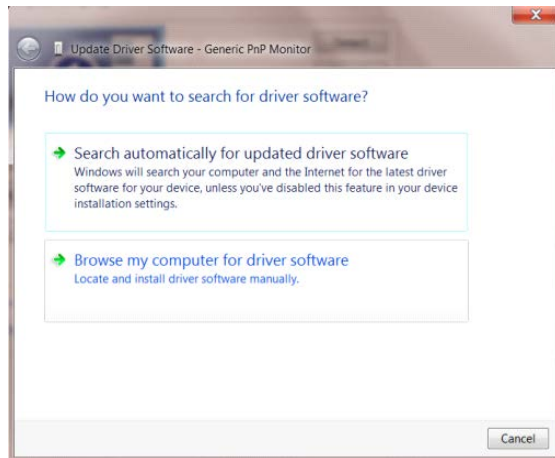 Update Driver Software - Generic PnP Monitor
How do you want to search for driver software?
Search automatically for updated driver software
Windows will search your computer and the Internet for the latest driver
software for your device, unless you've disabled this feature in your device
installation settings.
Browse my computer for driver software
Locate and install driver software manually.
Cancel